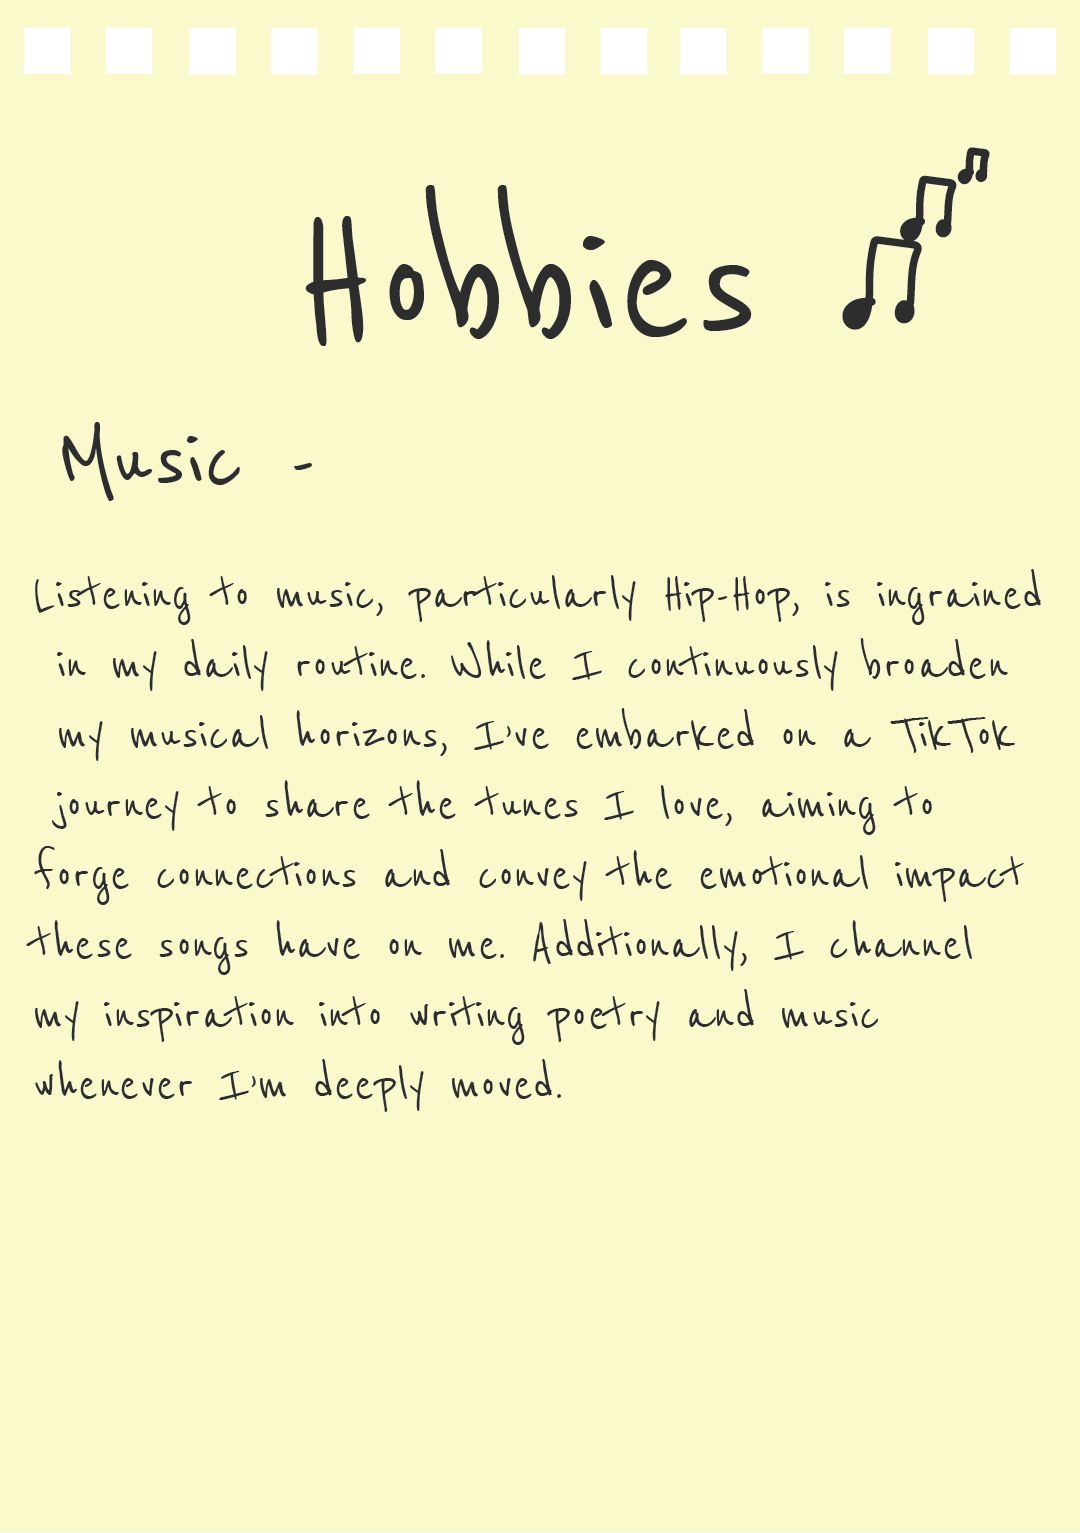 Hobbies
Music -
Listening to music, particularly Hip-Hop, is ingrained
in my daily routine. While I continuously broaden
my musical horizons, I've embarked on a TikTok
journey to share the tunes I love, aiming to
forge connections and convey the emotional impact
these songs have on me. Additionally, I channel
my inspiration into writing poetry and music
whenever I'm deeply moved.